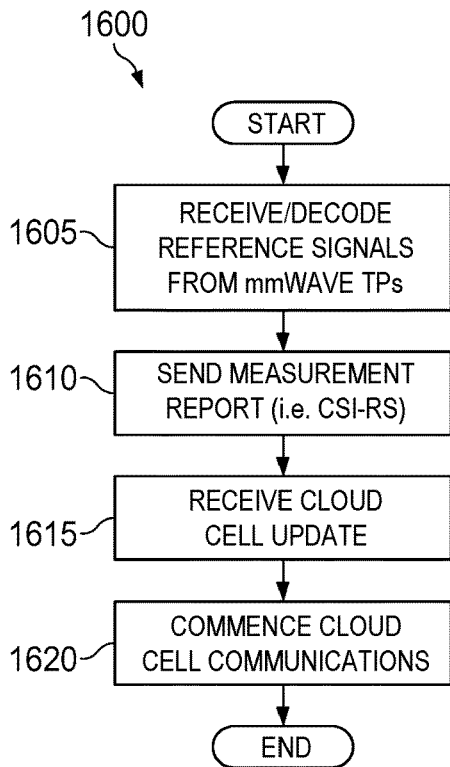 1600
START
1605
RECEIVE/DECODE
REFERENCE SIGNALS
FROM mmWAVE TPs
1610
SEND MEASUREMENT
REPORT (i.e. CSI-RS)
1615
RECEIVE CLOUD
CELL UPDATE
1620
COMMENCE CLOUD
CELL COMMUNICATIONS
END